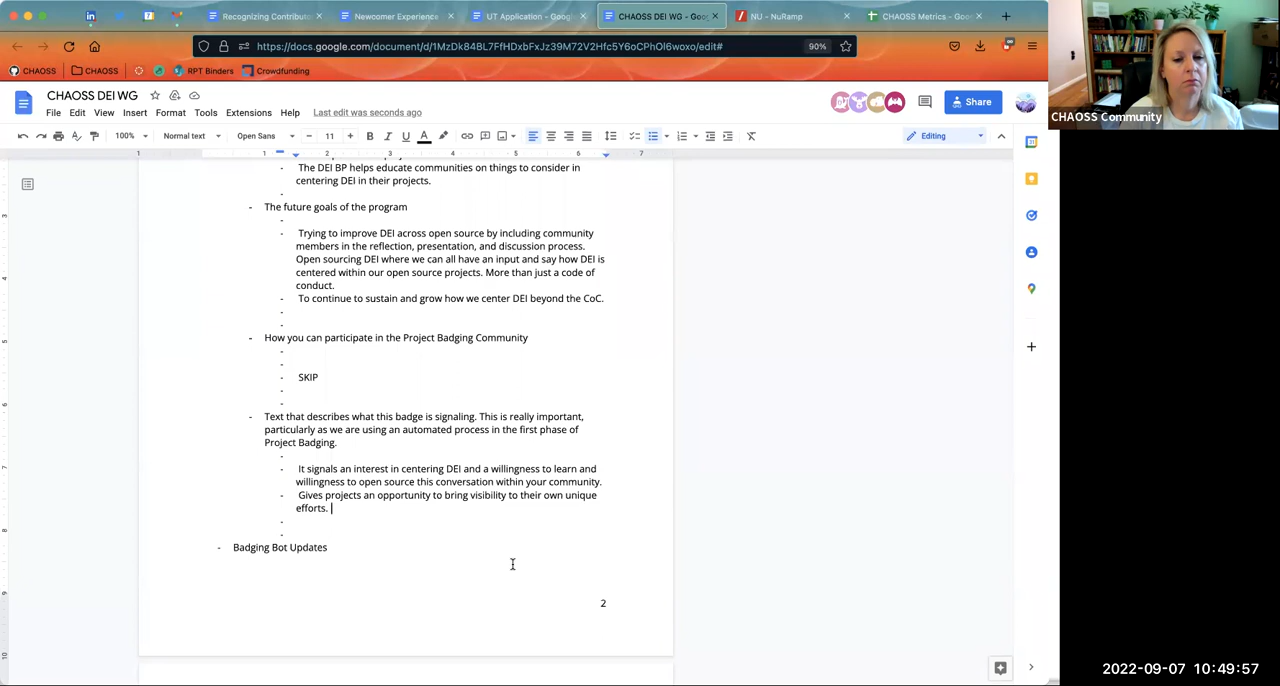 Recognizing Contributo
Newcomer Experience
UT Application - Googl
CHAOSS DEI WG - Goo
NU - NuRamp
CHAOSS Metrics - Goo
https://docs.google.com/document/d/1MzDk84BL7FfHDxbFxJz39M72V2Hfc5Y6oCPhOl6woxo/edit#
90%
CHAOSS
CHAOSS
RPT Binders
Crowdfunding
CHAOSS DEI WG
File Edit View Insert Format Tools Extensions Help Last edit was seconds ago
Share
100% Normal text Open Sans 11 Editing
1 1 2 3 4 5 6 7
- The DEI BP helps educate communities on things to consider in
centering DEI in their projects.
-
- The future goals of the program
-
- Trying to improve DEI across open source by including community
members in the reflection, presentation, and discussion process.
Open sourcing DEI where we can all have an input and say how DEI is
centered within our open source projects. More than just a code of
conduct.
- To continue to sustain and grow how we center DEI beyond the CoC.
-
-
- How you can participate in the Project Badging Community
-
-
- SKIP
-
-
- Text that describes what this badge is signaling. This is really important,
particularly as we are using an automated process in the first phase of
Project Badging.
-
- It signals an interest in centering DEI and a willingness to learn and
willingness to open source this conversation within your community.
- Gives projects an opportunity to bring visibility to their own unique
efforts.
-
-
- Badging Bot Updates
2
CHAOSS Community
2022-09-07 10:49:57